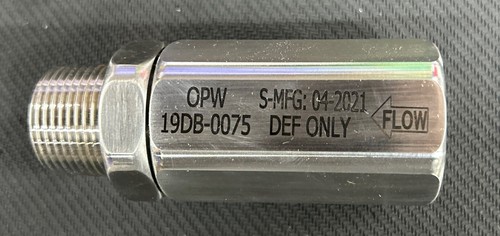 OPW S-MFG: 04-2021
19DB-0075 DEF ONLY FLOW